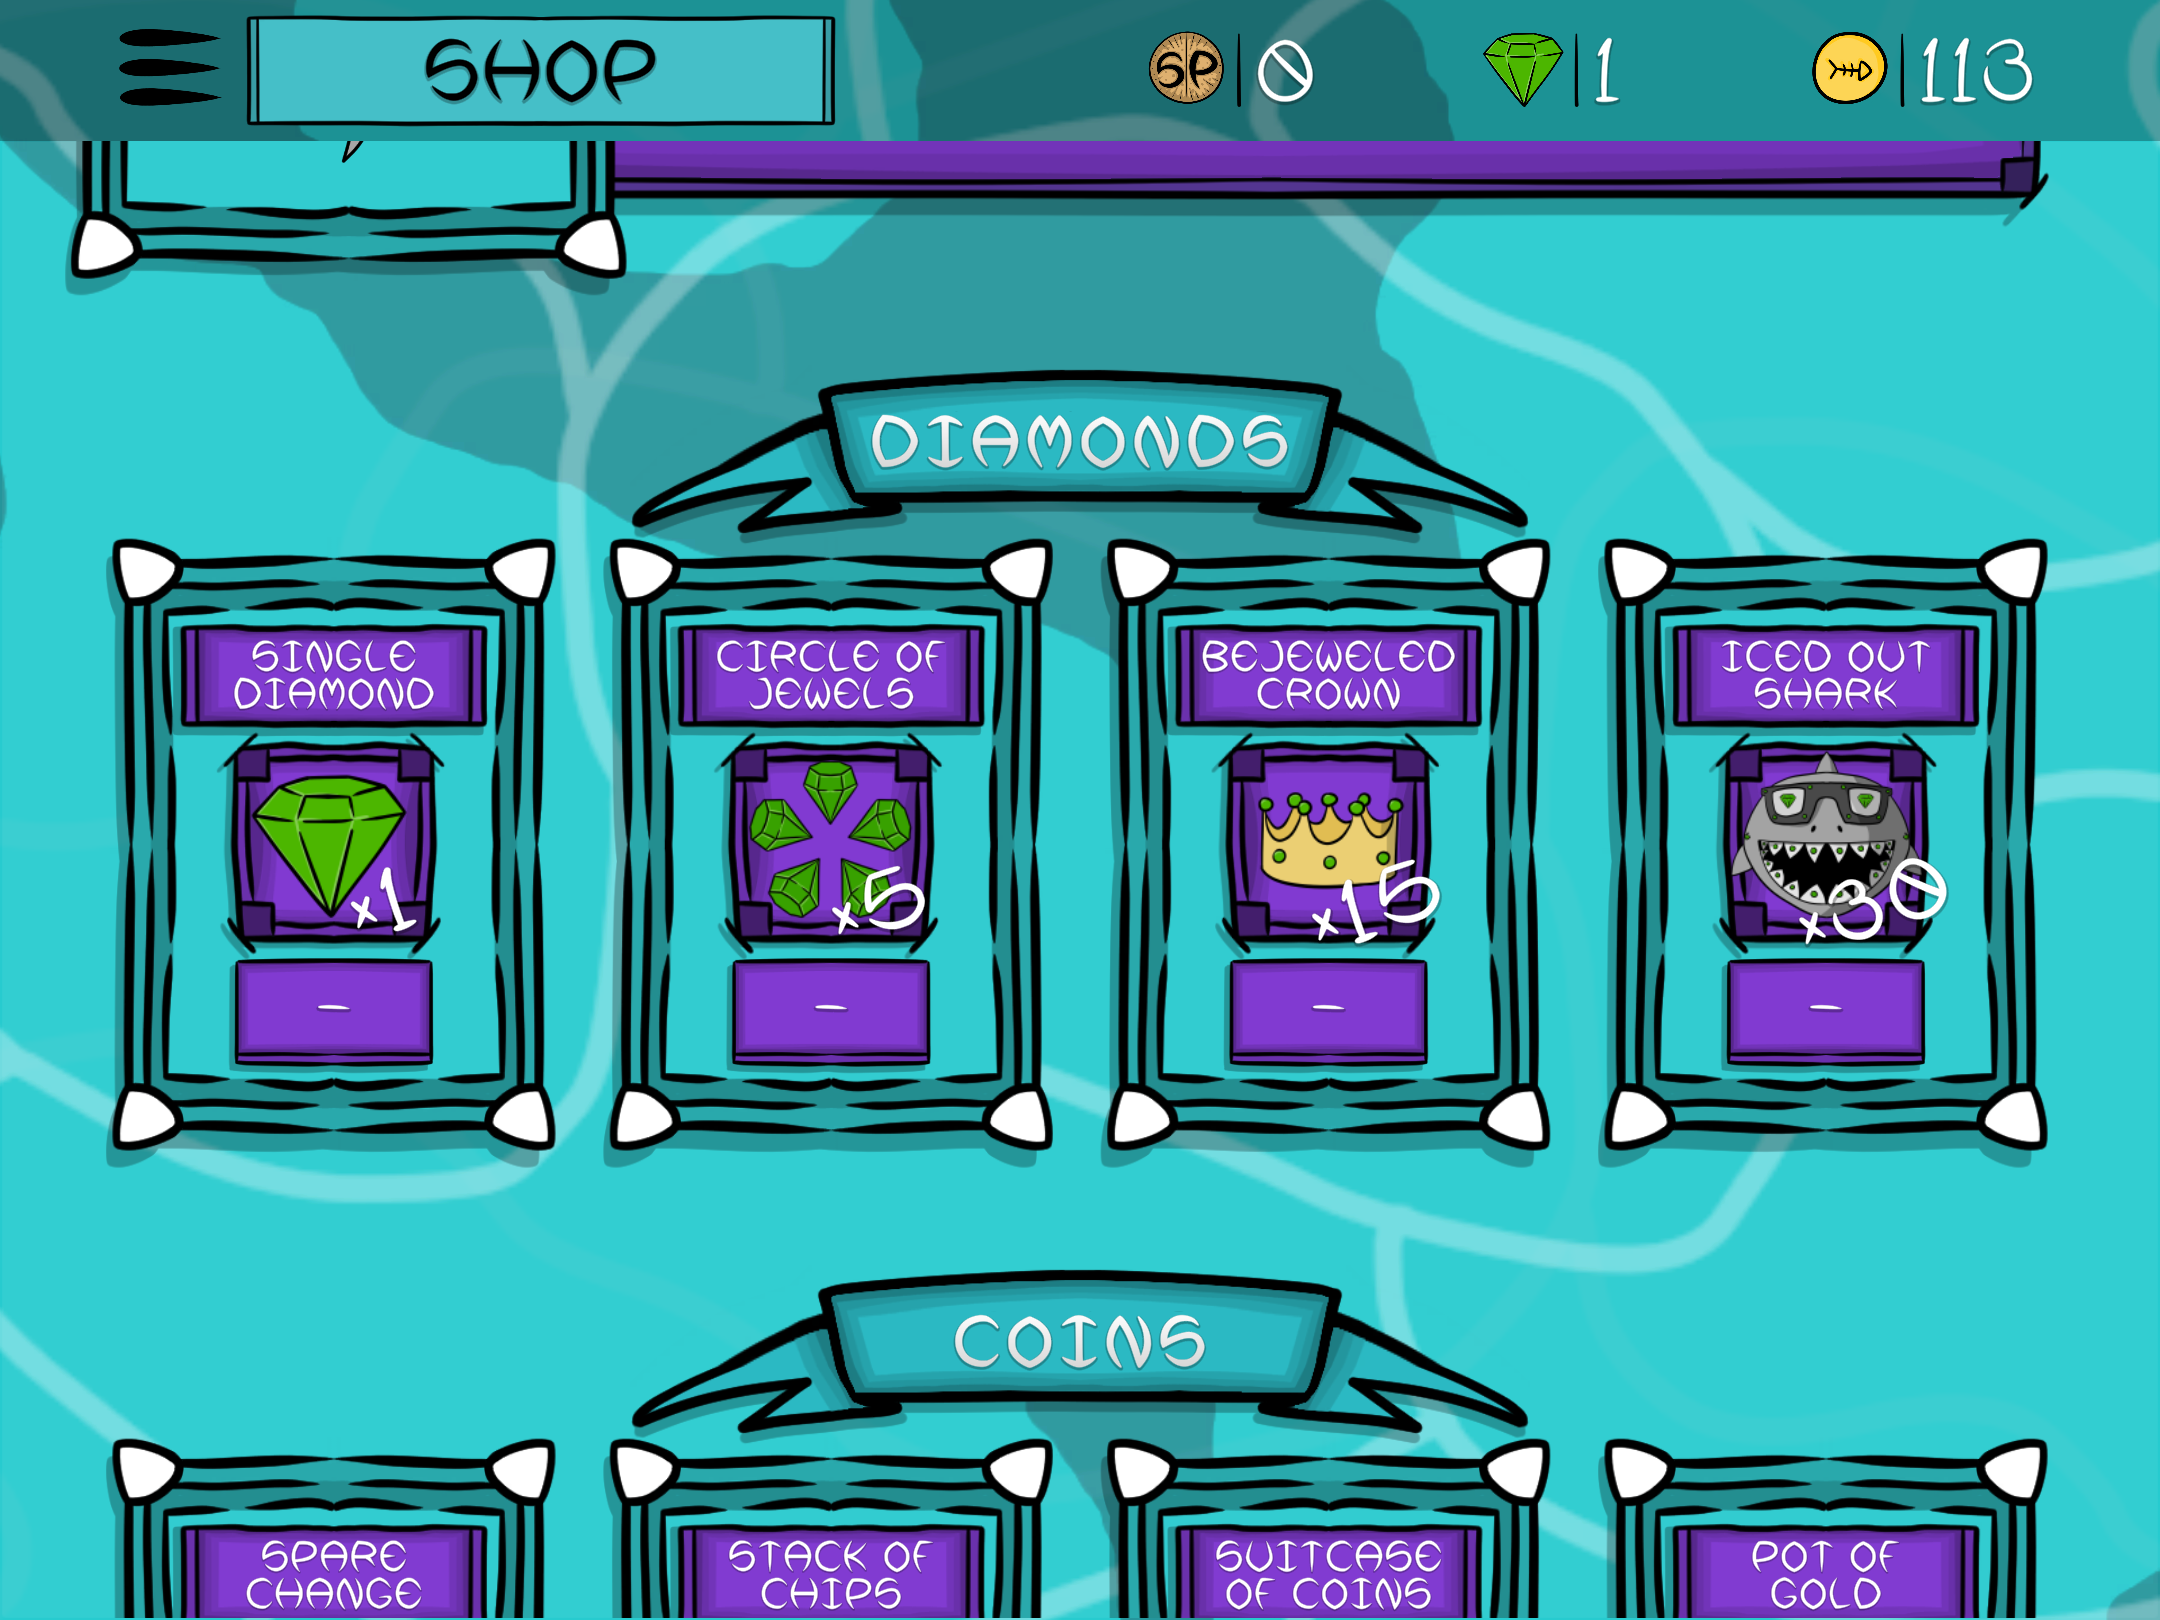 SHOP
SP 0
1
113
DIAMONDS
SINGLE
DIAMOND
x1
-
CIRCLE OF
JEWELS
x5
-
BEJEWELED
CROWN
x15
-
ICED OUT
SHARK
x30
-
COINS
SPARE
CHANGE
STACK OF
CHIPS
SUITCASE
OF COINS
POT OF
GOLD